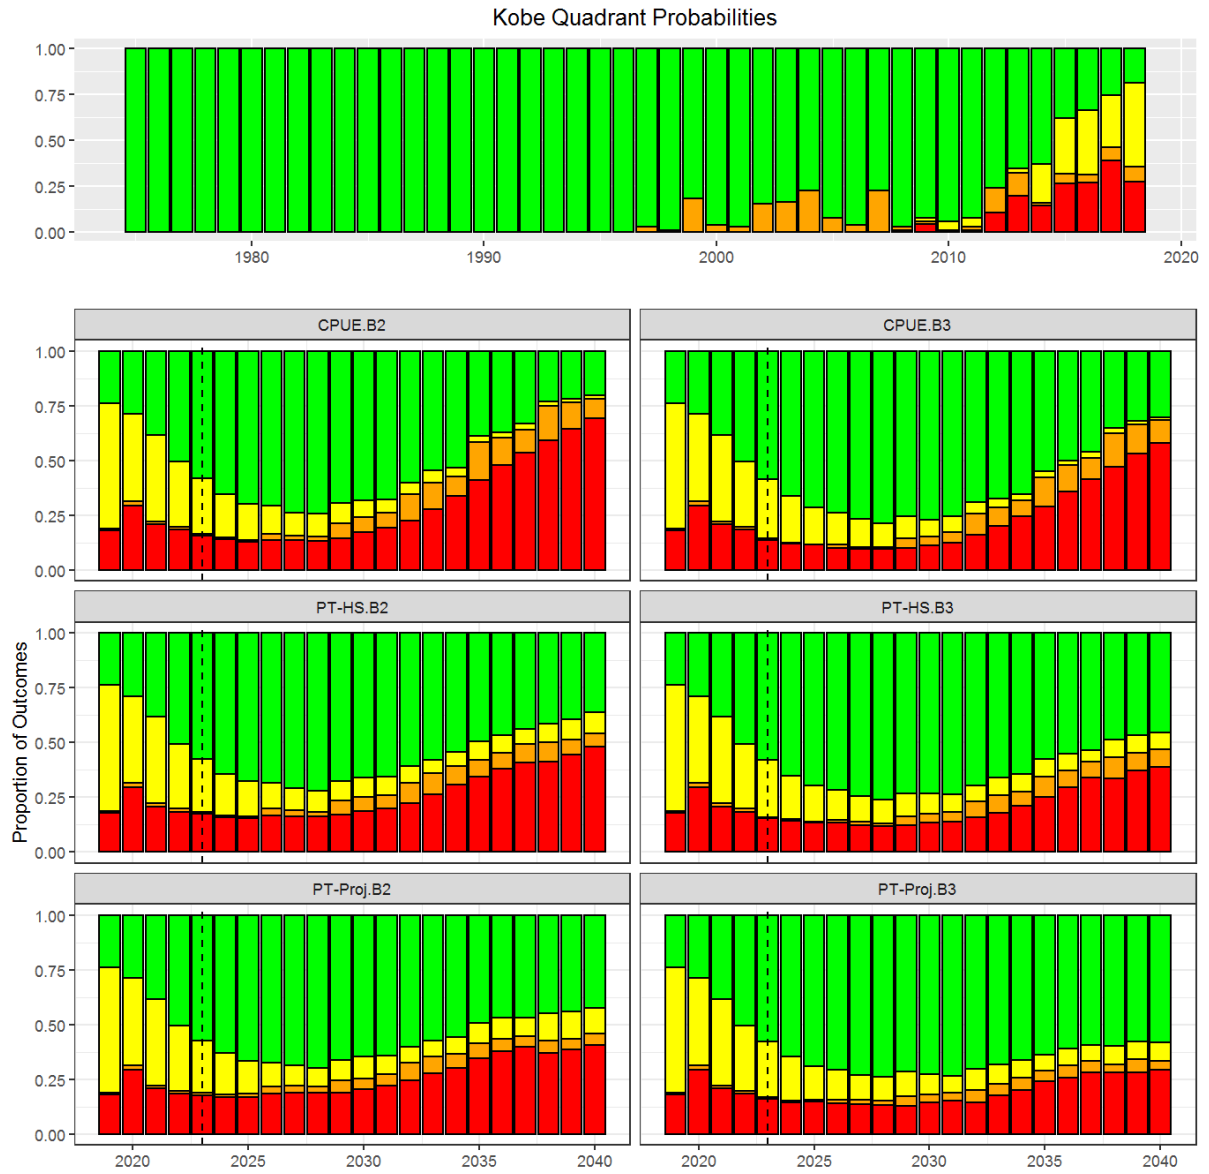 Kobe Quadrant Probabilities
1.00
0.75
0.50
0.25
0.00
1980 1990 2000 2010 2020
Proportion of Outcomes
CPUE.B2 CPUE.B3
1.00
0.75
0.50
0.25
0.00
PT-HS.B2 PT-HS.B3
1.00
0.75
0.50
0.25
0.00
PT-Proj.B2 PT-Proj.B3
1.00
0.75
0.50
0.25
0.00
2020 2025 2030 2035 2040 2020 2025 2030 2035 2040